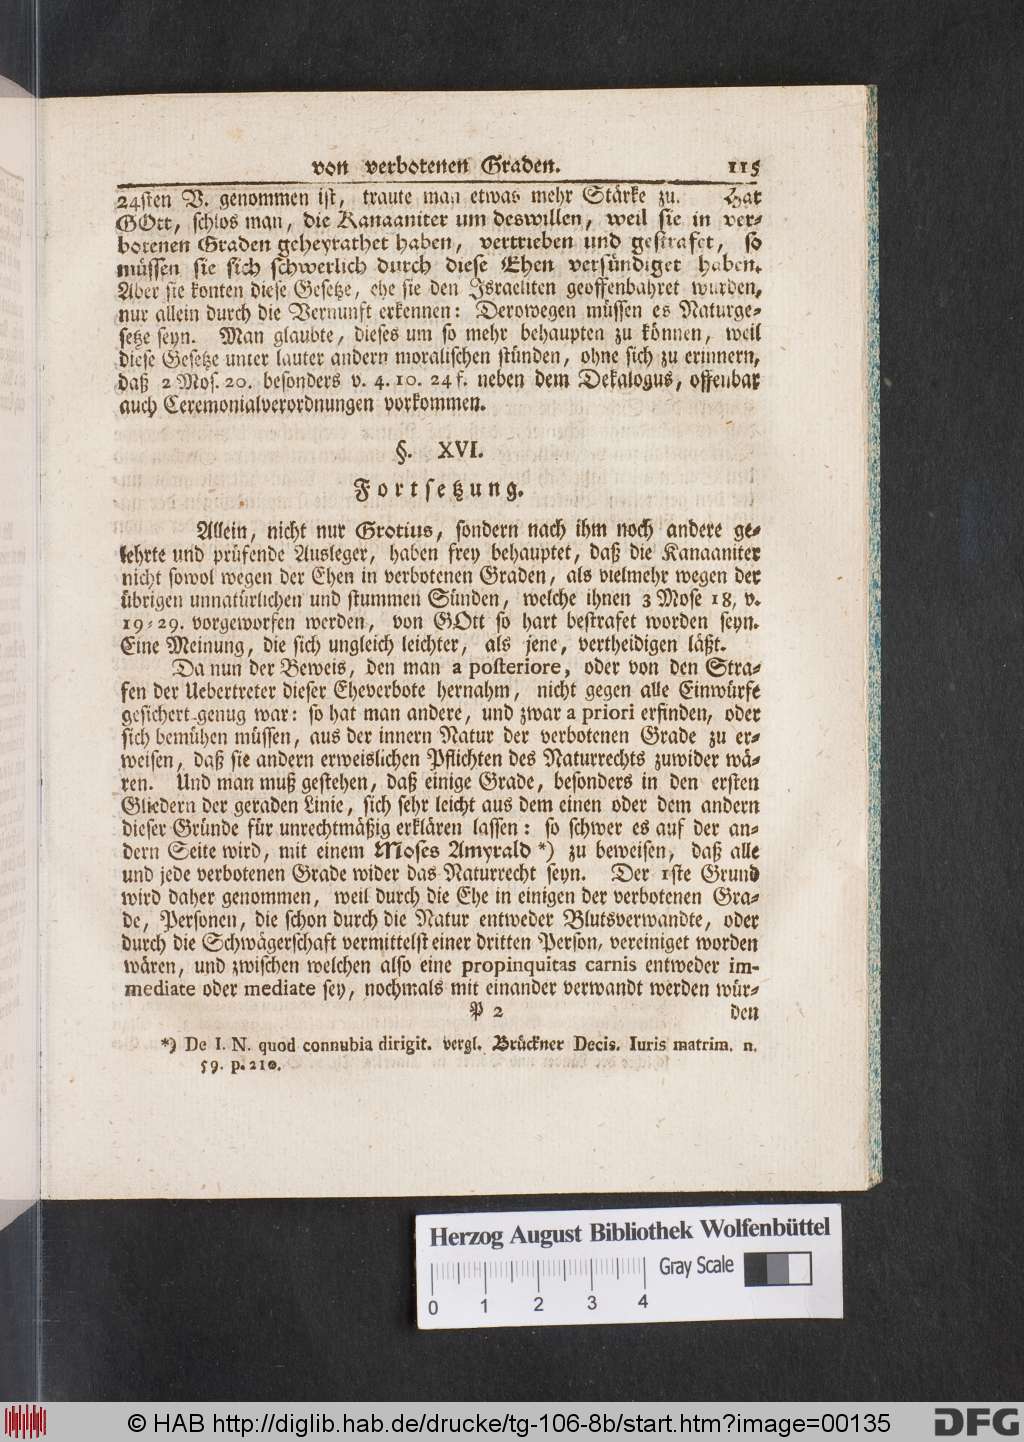 von verbotenen Graden. 115
24sten V. genommen ist, traute man etwas mehr Stärke zu. Hat
GOtt, schlos man, die Kanaaniter um deswillen, weil sie in ver-
botenen Graden geheyrathet haben, vertrieben und gestrafet, so
müssen sie sich schwerlich durch diese Ehen versündiget haben.
Aber sie konten diese Gesetze, ehe sie den Israeliten geoffenbahret wurden,
nur allein durch die Vernunft erkennen: Derowegen müssen es Naturge-
setze seyn. Man glaubte, dieses um so mehr behaupten zu können, weil
diese Gesetze unter lauter andern moralischen stünden, ohne sich zu erinnern,
daß 2 Mos. 20. besonders v. 4. 10. 24 f. neben dem Dekalogus, offenbar
auch Ceremonialverordnungen vorkommen.
§. XVI.
Fortsetzung.
Allein, nicht nur Grotius, sondern nach ihm noch andere ge-
lehrte und prüfende Ausleger, haben frey behauptet, daß die Kanaaniter
nicht sowol wegen der Ehen in verbotenen Graden, als vielmehr wegen der
übrigen unnatürlichen und stummen Sünden, welche ihnen 3 Mose 18, v.
19-29. vorgeworfen werden, von GOtt so hart bestrafet worden seyn.
Eine Meinung, die sich ungleich leichter, als jene, vertheidigen läßt.
Da nun der Beweis, den man a posteriore, oder von den Stra-
fen der Uebertreter dieser Eheverbote hernahm, nicht gegen alle Einwürfe
gesichert genug war: so hat man andere, und zwar a priori erfinden, oder
sich bemühen müssen, aus der innern Natur der verbotenen Grade zu er-
weisen, daß sie andern erweislichen Pflichten des Naturrechts zuwider wä-
ren. Und man muß gestehen, daß einige Grade, besonders in den ersten
Gliedern der geraden Linie, sich sehr leicht aus dem einen oder dem andern
dieser Gründe für unrechtmäßig erklären lassen: so schwer es auf der an-
dern Seite wird, mit einem Moses Amyrald *) zu beweisen, daß alle
und jede verbotenen Grade wider das Naturrecht seyn. Der 1ste Grund
wird daher genommen, weil durch die Ehe in einigen der verbotenen Gra-
de, Personen, die schon durch die Natur entweder Blutsverwandte, oder
durch die Schwägerschaft vermittelst einer dritten Person, vereiniget worden
wären, und zwischen welchen also eine propinquitas carnis entweder im-
mediate oder mediate sey, nochmals mit einander verwandt werden wür-
P 2 den
*) De I. N. quod connubia dirigit. vergl. Brückner Decis. Iuris matrim. n.
59. p. 210.
Herzog August Bibliothek Wolfenbüttel
Gray Scale
0 1 2 3 4
© HAB http://diglib.hab.de/drucke/tg-106-8b/start.htm?image=00135
DFG